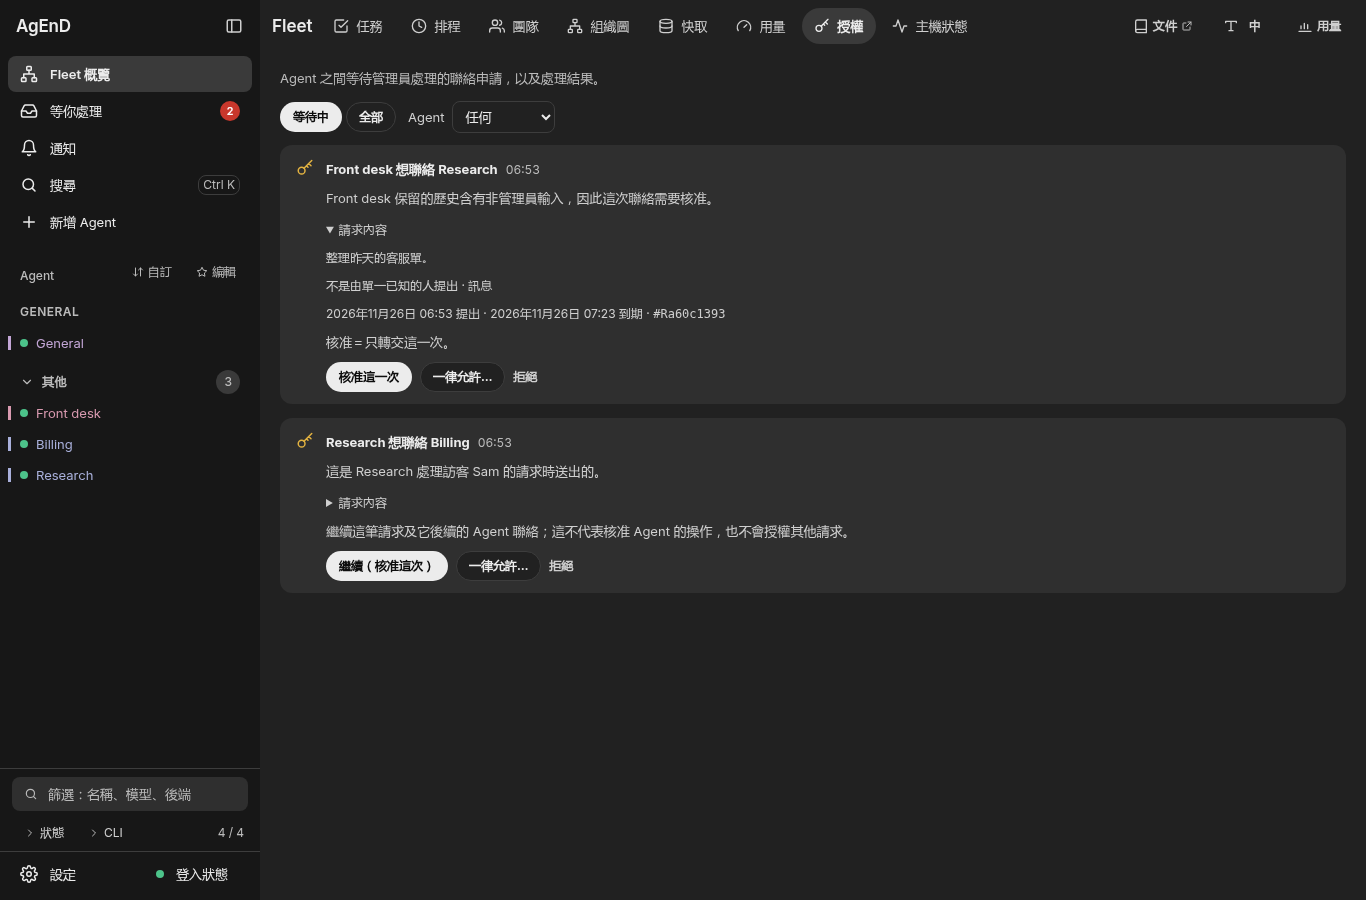 AgEnD
Fleet 概覽
等你處理 2
通知
搜尋 Ctrl K
新增 Agent
Agent 自訂 編輯
GENERAL
General
其他 3
Front desk
Billing
Research
篩選：名稱、模型、後端
狀態 CLI 4 / 4
設定 登入狀態
Fleet 任務 排程 團隊 組織圖 快取 用量 授權 主機狀態 文件 中 用量
Agent 之間等待管理員處理的聯絡申請，以及處理結果。
等待中 全部 Agent 任何
Front desk 想聯絡 Research 06:53
Front desk 保留的歷史含有非管理員輸入，因此這次聯絡需要核准。
請求內容
整理昨天的客服單。
不是由單一已知的人提出 · 訊息
2026年11月26日 06:53 提出 · 2026年11月26日 07:23 到期 · #Ra60c1393
核准 = 只轉交這一次。
核准這一次 一律允許… 拒絕
Research 想聯絡 Billing 06:53
這是 Research 處理訪客 Sam 的請求時送出的。
請求內容
繼續這筆請求及它後續的 Agent 聯絡；這不代表核准 Agent 的操作，也不會授權其他請求。
繼續（核准這次） 一律允許… 拒絕